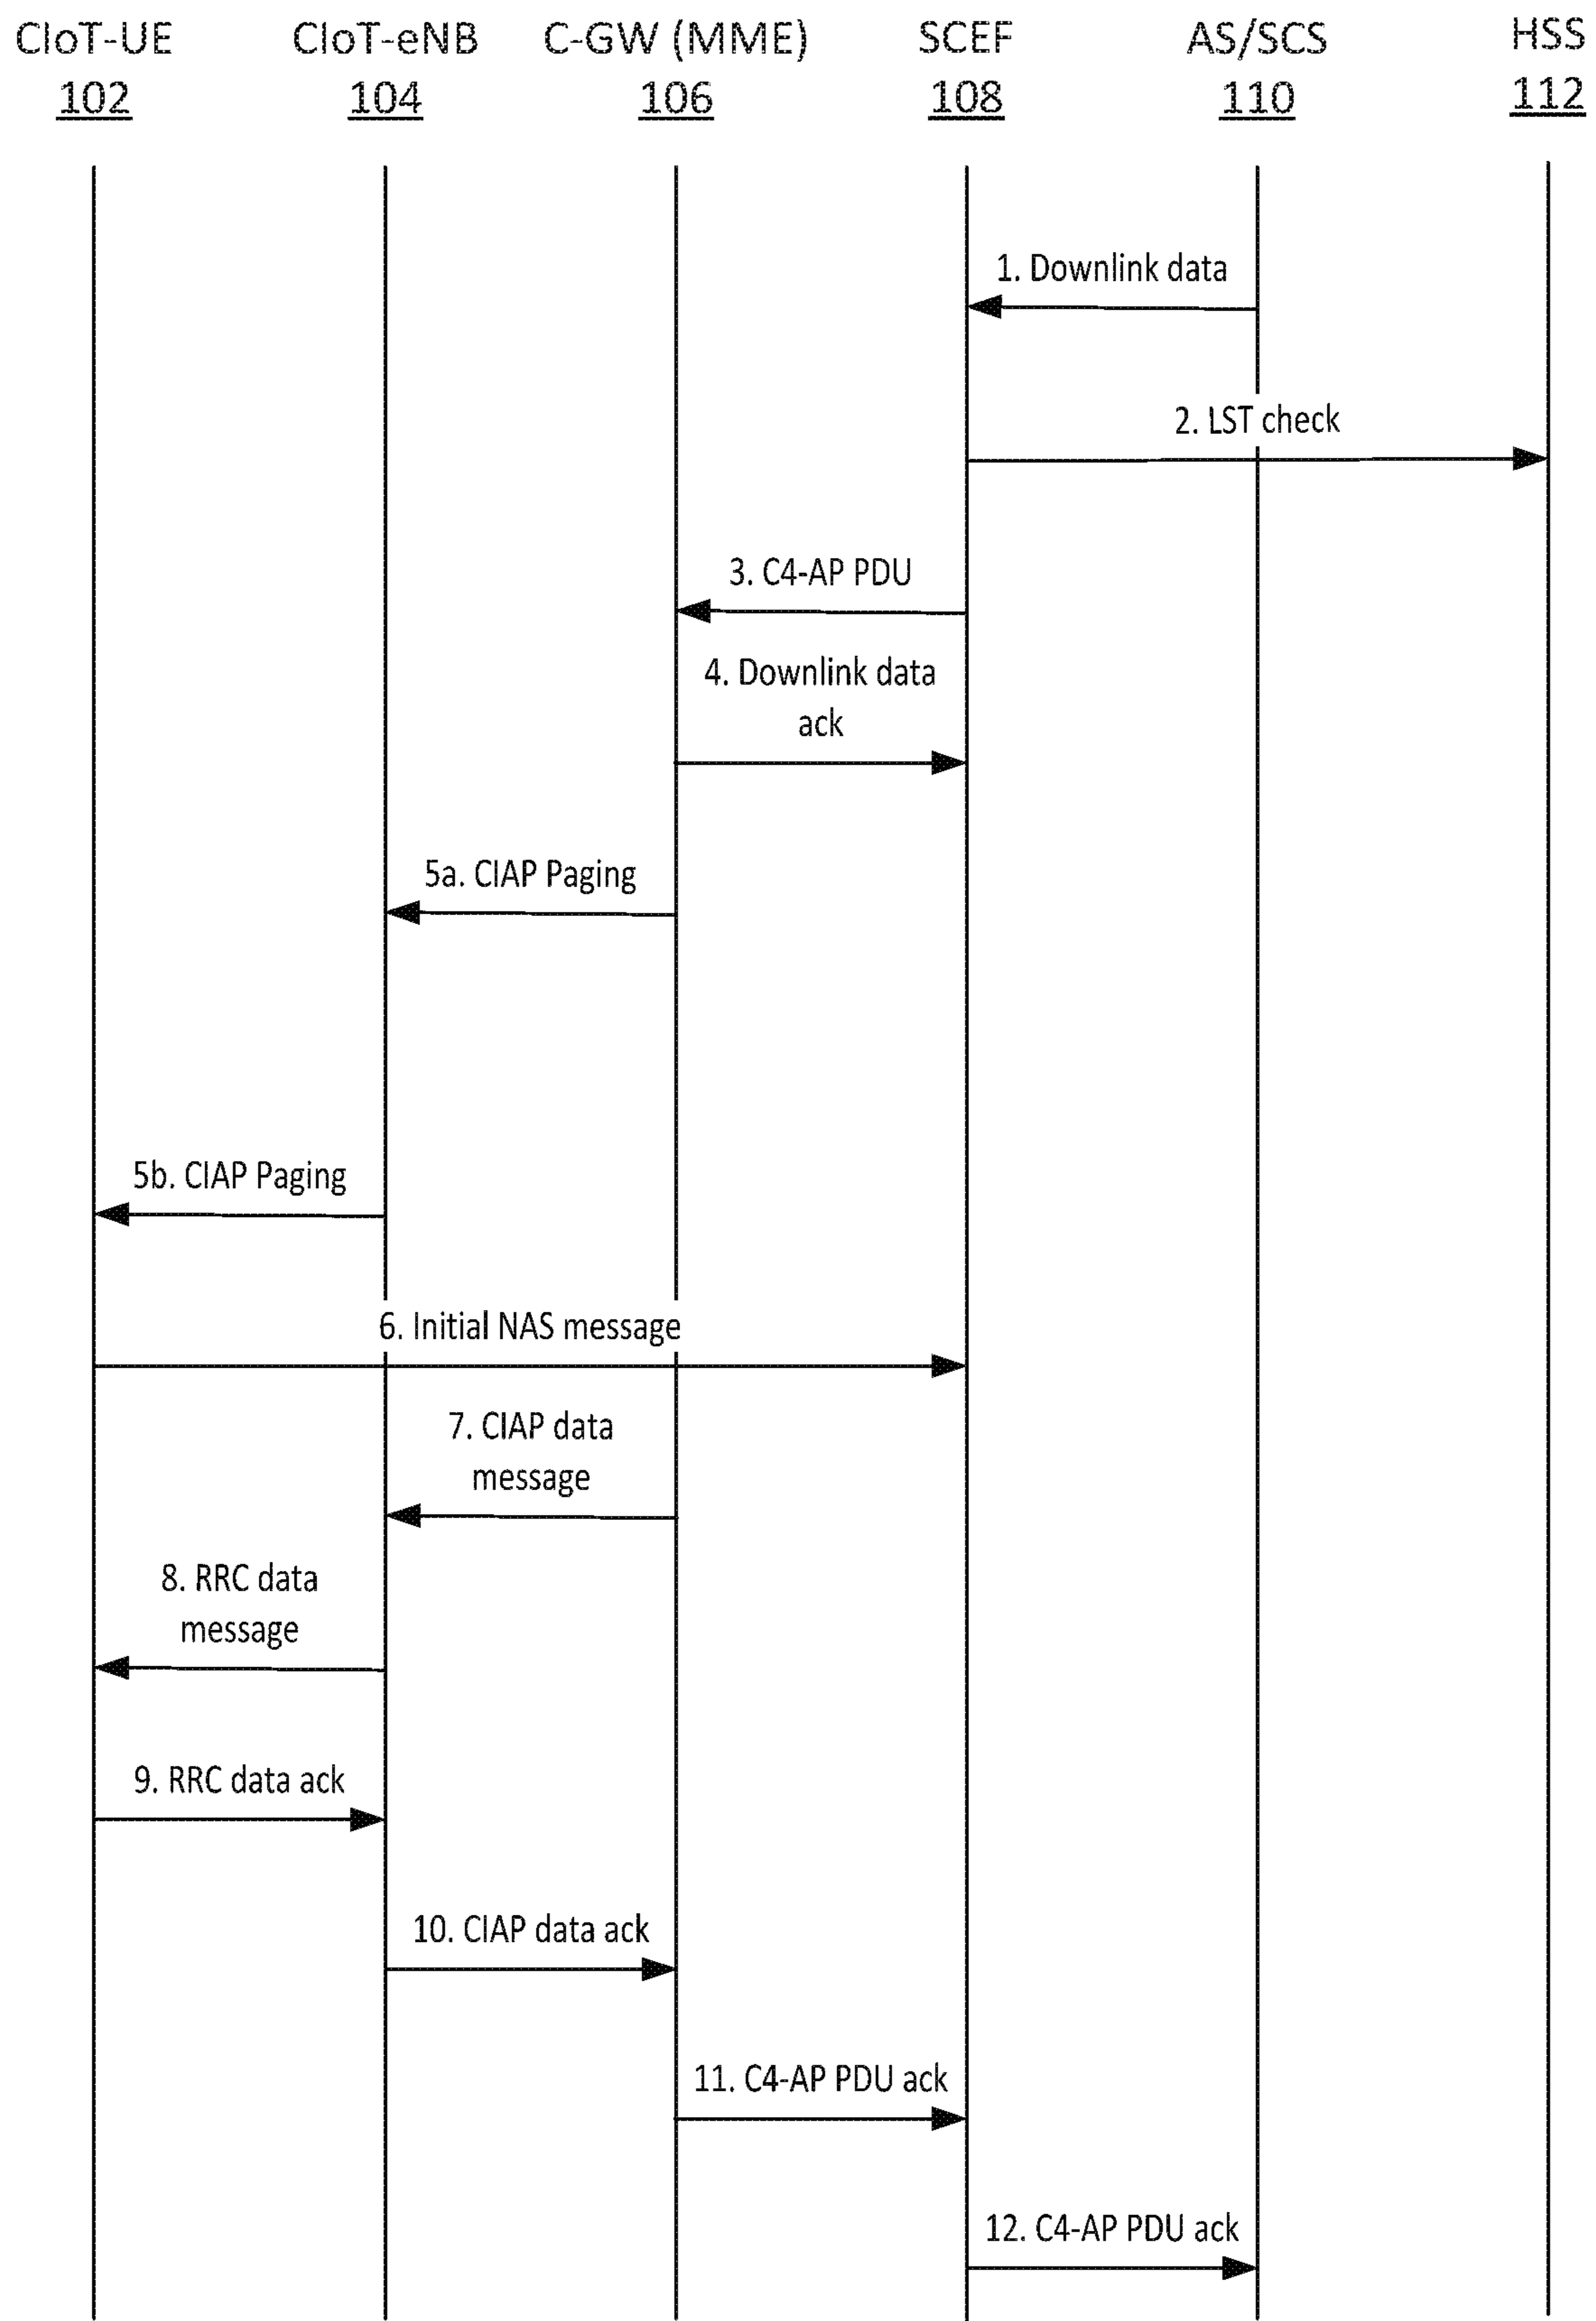 CIoT-UE CIoT-eNB C-GW (MME) SCEF AS/SCS HSS
102 104 106 108 110 112
1. Downlink data
2. LST check
3. C4-AP PDU
4. Downlink data
ack
5a. CIAP Paging
5b. CIAP Paging
6. Initial NAS message
7. CIAP data
message
8. RRC data
message
9. RRC data ack
10. CIAP data ack
11. C4-AP PDU ack
12. C4-AP PDU ack